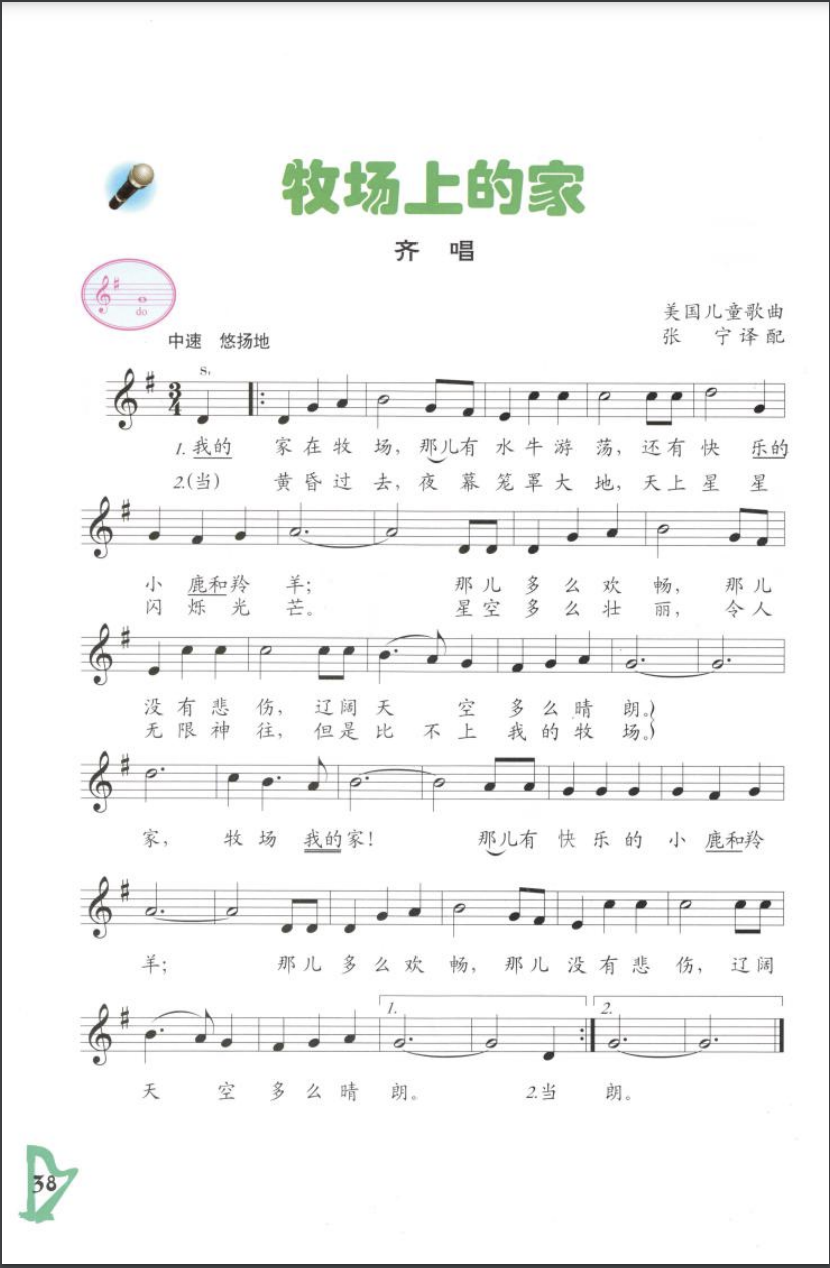 牧场上的家
齐 唱
do
美国儿童歌曲
张 宁译配
中速 悠扬地
S,
3
4
1. 我的 家在牧场，那儿有水牛游荡，还有快乐的
2.(当) 黄昏过去，夜幕笼罩大地，天上星星
小鹿和羚羊； 那儿多么欢畅，那儿
闪烁光芒。 星空多么壮丽，令人
没有悲伤，辽阔天 空多么晴朗。}
无限神往，但是比不上我的牧场。}
家， 牧场我的家！ 那儿有快乐的小鹿和羚
羊； 那儿多么欢畅，那儿没有悲伤，辽阔
1.
2.
天 空多么晴朗。 2.当 朗。
38